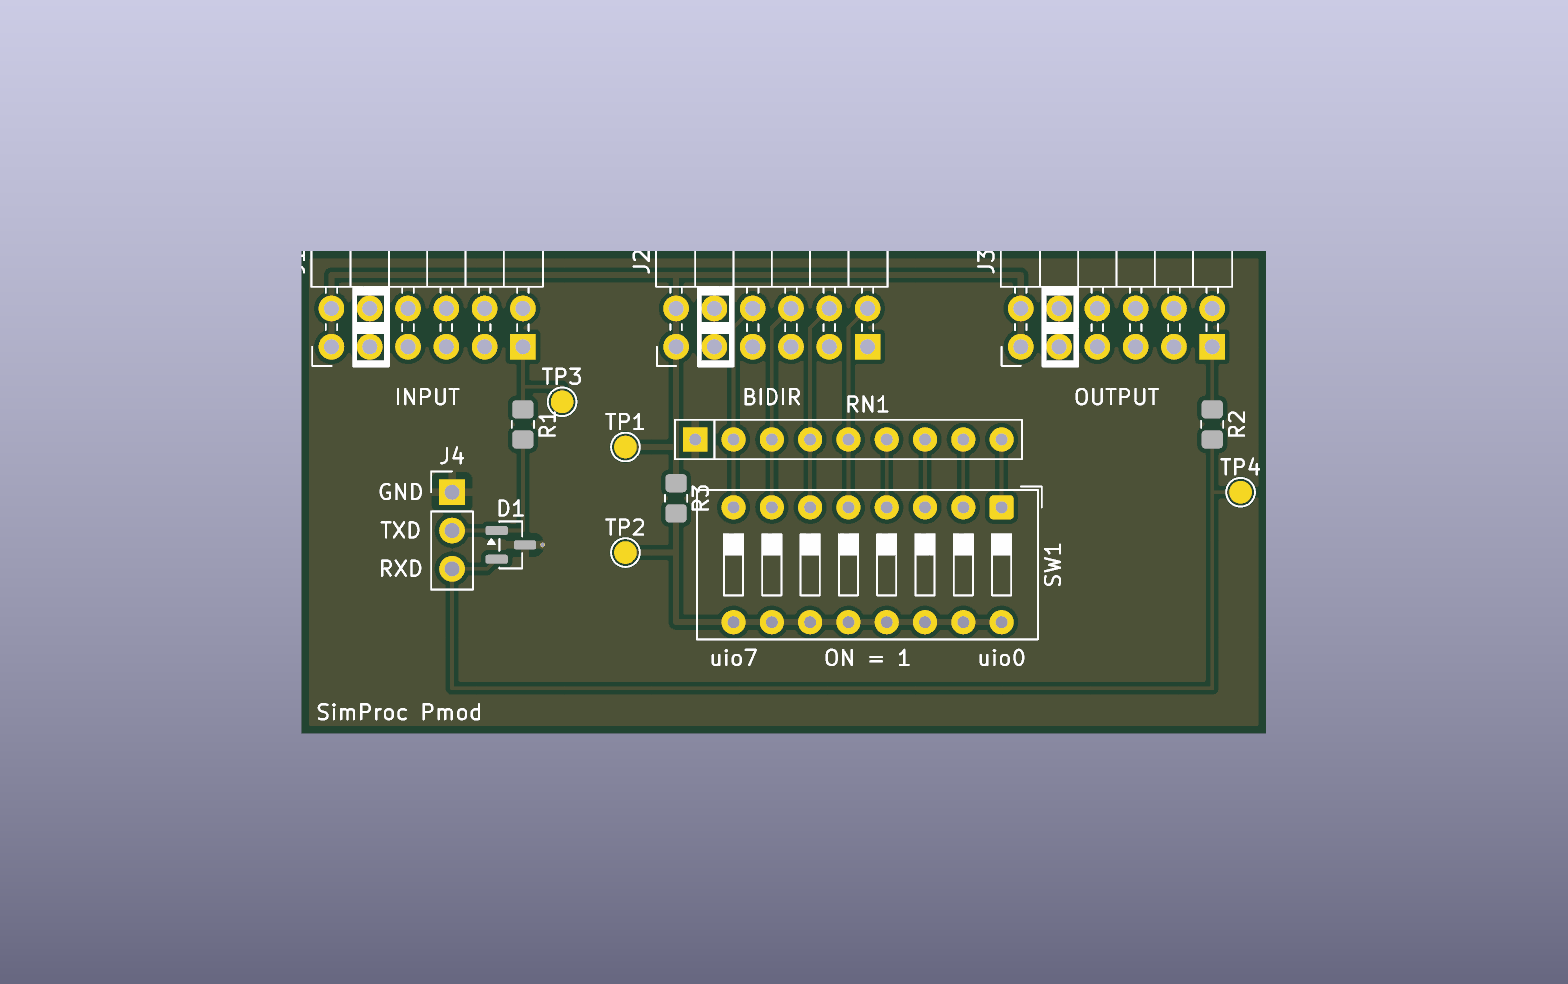 J2
J3
TP3
INPUT
BIDIR
OUTPUT
RN1
R1
TP1
R2
J4
TP4
GND
R3
D1
TXD
TP2
SW1
RXD
uio7
ON = 1
uio0
SimProc Pmod